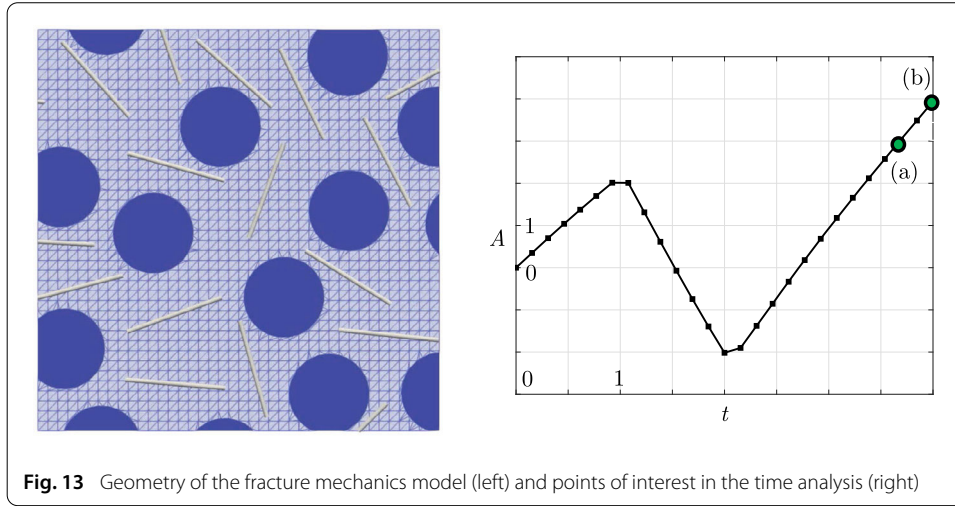 (b)
(a)
1
A
0
0 1
t
Fig. 13 Geometry of the fracture mechanics model (left) and points of interest in the time analysis (right)